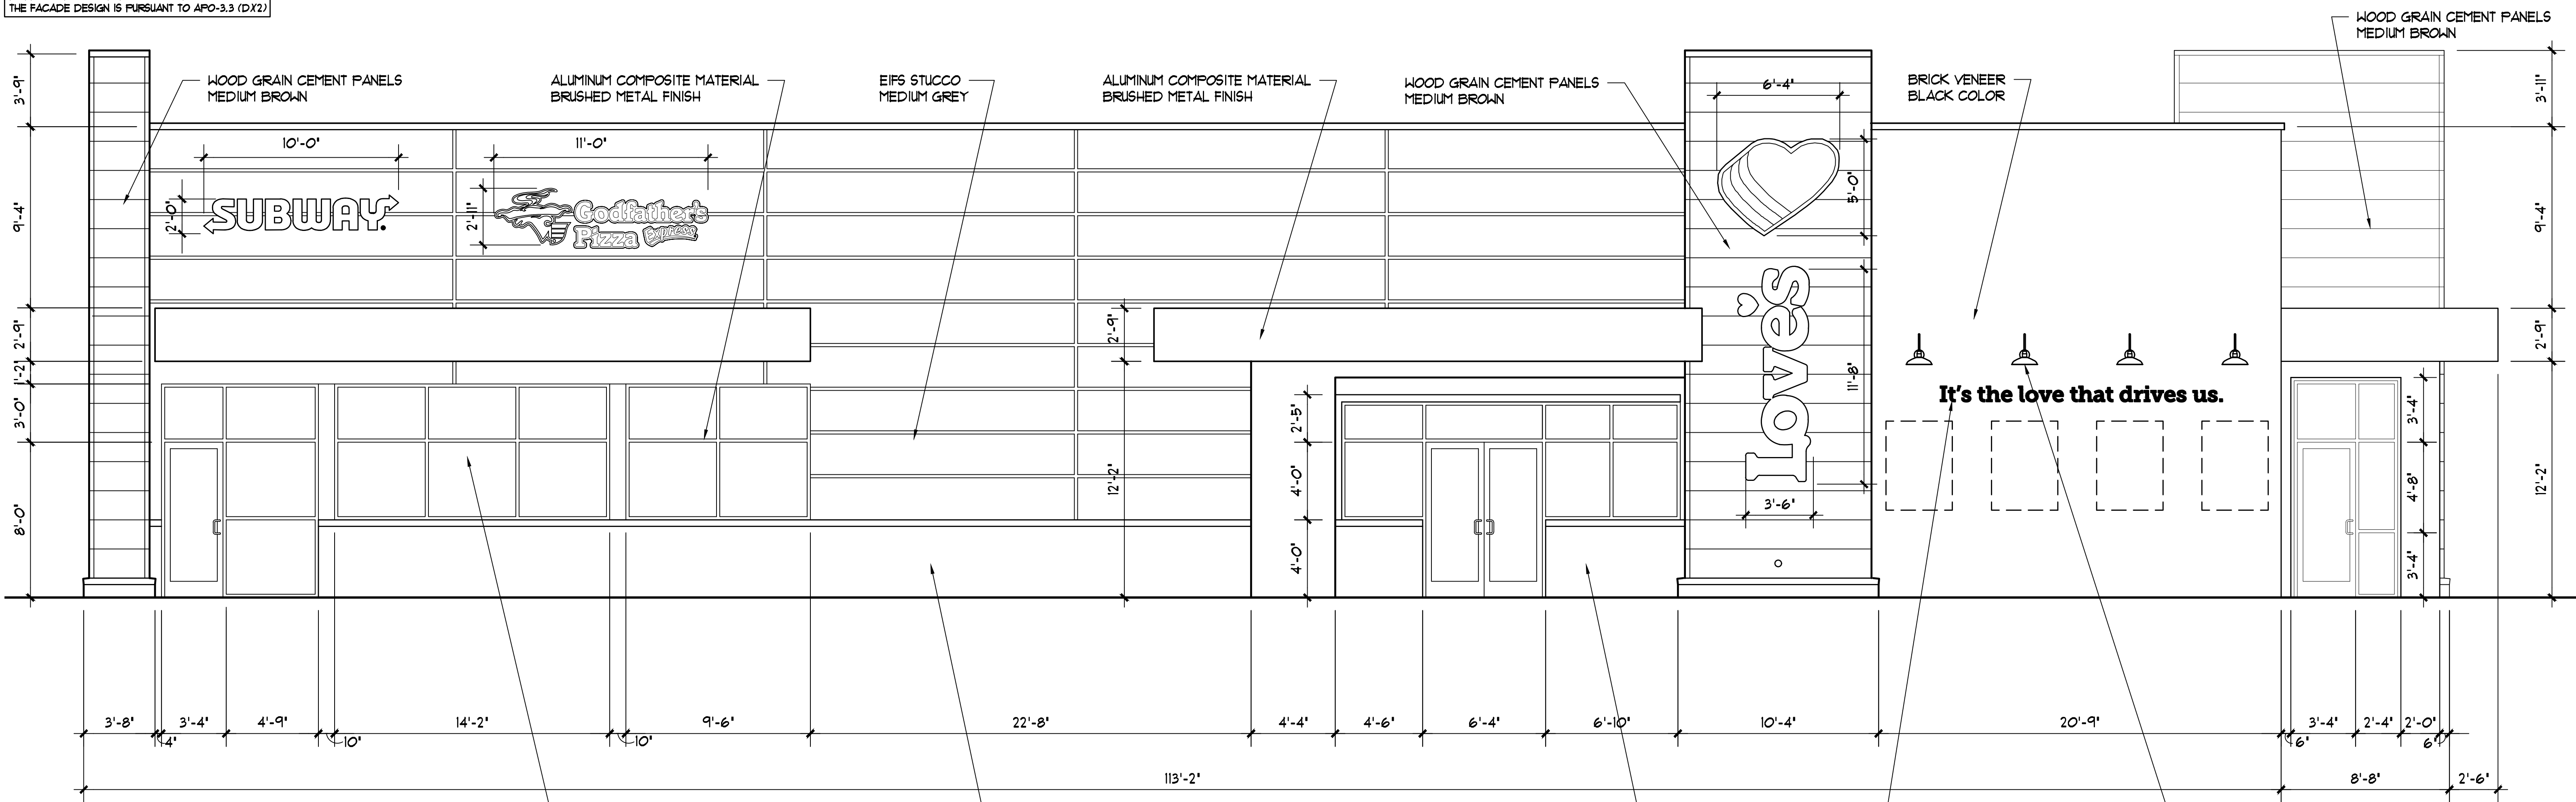 THE FACADE DESIGN IS PURSUANT TO APO-3.3 (DX2)
WOOD GRAIN CEMENT PANELS
MEDIUM BROWN
WOOD GRAIN CEMENT PANELS
MEDIUM BROWN
ALUMINUM COMPOSITE MATERIAL
BRUSHED METAL FINISH
EIFS STUCCO
MEDIUM GREY
ALUMINUM COMPOSITE MATERIAL
BRUSHED METAL FINISH
WOOD GRAIN CEMENT PANELS
MEDIUM BROWN
BRICK VENEER
BLACK COLOR
3'-9"
9'-4"
2'-9"
1'-2"
3'-0"
8'-0"
10'-0"
2'-0"
SUBWAY
11'-0"
2'-11"
Godfather's
Pizza Express
2'-9"
12'-2"
2'-5"
4'-0"
4'-0"
6'-4"
5'-0"
Love's
11'-8"
3'-6"
It's the love that drives us.
3'-4"
4'-8"
3'-4"
3'-11"
9'-4"
2'-9"
12'-2"
3'-8" 3'-4" 4'-9" 14'-2" 9'-6" 22'-8" 4'-4" 4'-6" 6'-4" 6'-10" 10'-4" 20'-9" 3'-4" 2'-4" 2'-0"
4" 10" 10" 6" 6"
113'-2" 8'-8" 2'-6"